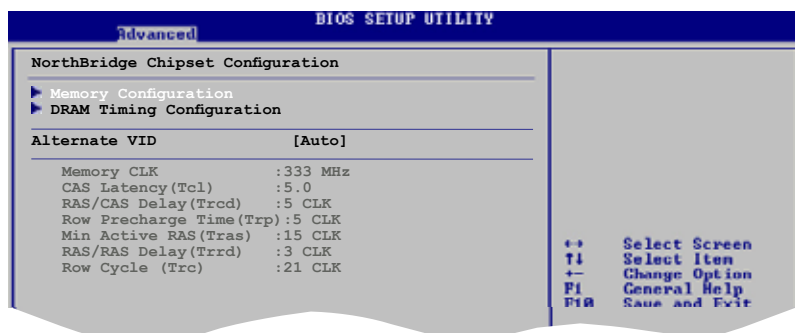 BIOS SETUP UTILITY
Advanced
NorthBridge Chipset Configuration
Memory Configuration
DRAM Timing Configuration
Alternate VID [Auto]
Memory CLK :333 MHz
CAS Latency(Tcl) :5.0
RAS/CAS Delay(Trcd) :5 CLK
Row Precharge Time(Trp):5 CLK
Min Active RAS(Tras) :15 CLK
RAS/RAS Delay(Trrd) :3 CLK
Row Cycle (Trc) :21 CLK
↔ Select Screen
↑↓ Select Item
+- Change Option
F1 General Help
F10 Save and Exit